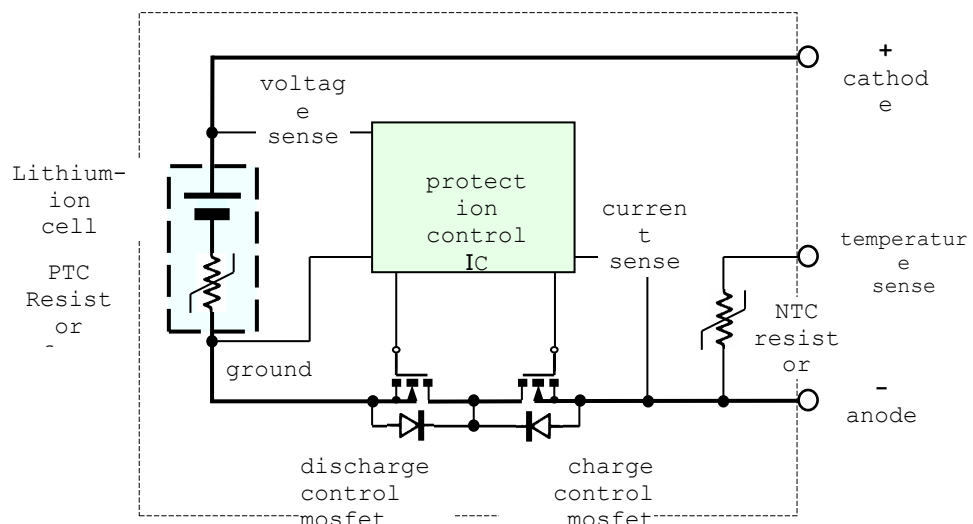 +
cathod
e
voltag
e
sense
Lithium-
ion
cell
protect
ion
control
IC
curren
t
sense
temperatur
e
sense
PTC
Resist
or
NTC
resist
or
ground
-
anode
discharge
control
mosfet
charge
control
mosfet